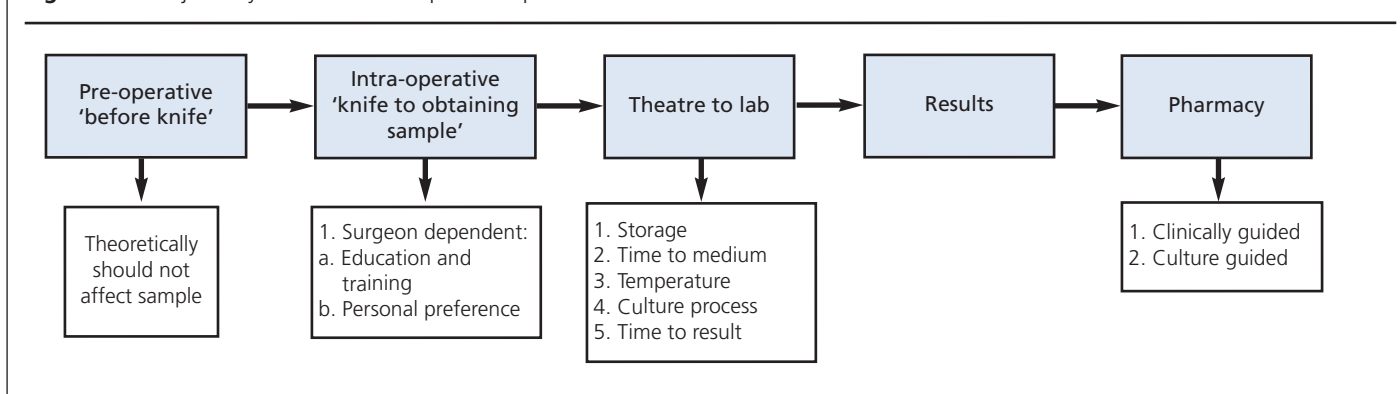 Pre-operative
'before knife'
Intra-operative
'knife to obtaining
sample'
Theatre to lab
Results
Pharmacy
Theoretically
should not
affect sample
1. Surgeon dependent:
a. Education and
training
b. Personal preference
1. Storage
2. Time to medium
3. Temperature
4. Culture process
5. Time to result
1. Clinically guided
2. Culture guided